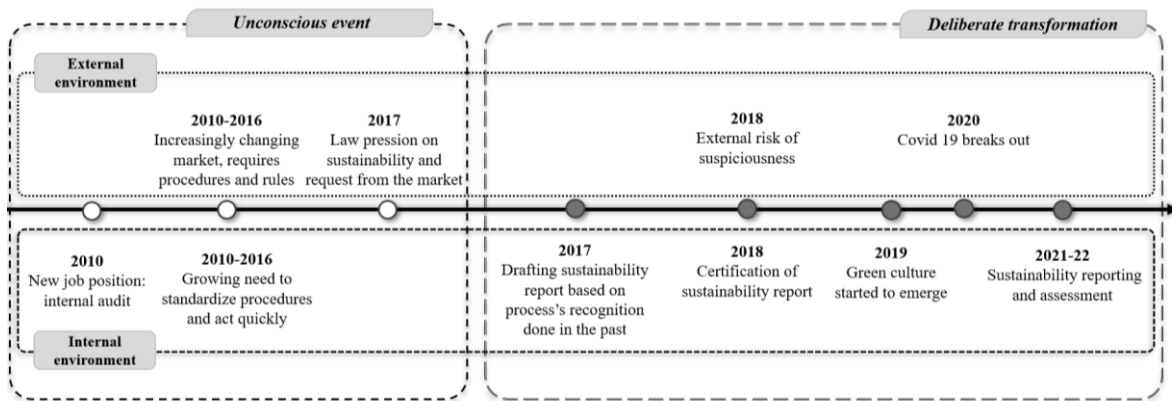 Unconscious event
Deliberate transformation
External
environment
2010-2016
Increasingly changing
market, requires
procedures and rules
2017
Law pression on
sustainability and
request from the market
2018
External risk of
suspiciousness
2020
Covid 19 breaks out
2010
New job position:
internal audit
2010-2016
Growing need to
standardize procedures
and act quickly
2017
Drafting sustainability
report based on
process’s recognition
done in the past
2018
Certification of
sustainability report
2019
Green culture
started to emerge
2021-22
Sustainability reporting
and assessment
Internal
environment